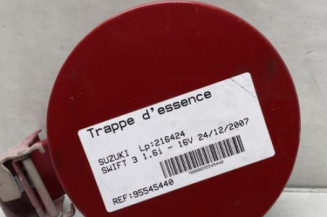 Trappe d'essence
SUZUKI Lp:216424
SWIFT 3 1.6i - 16V 24/12/2007
REF:95545440